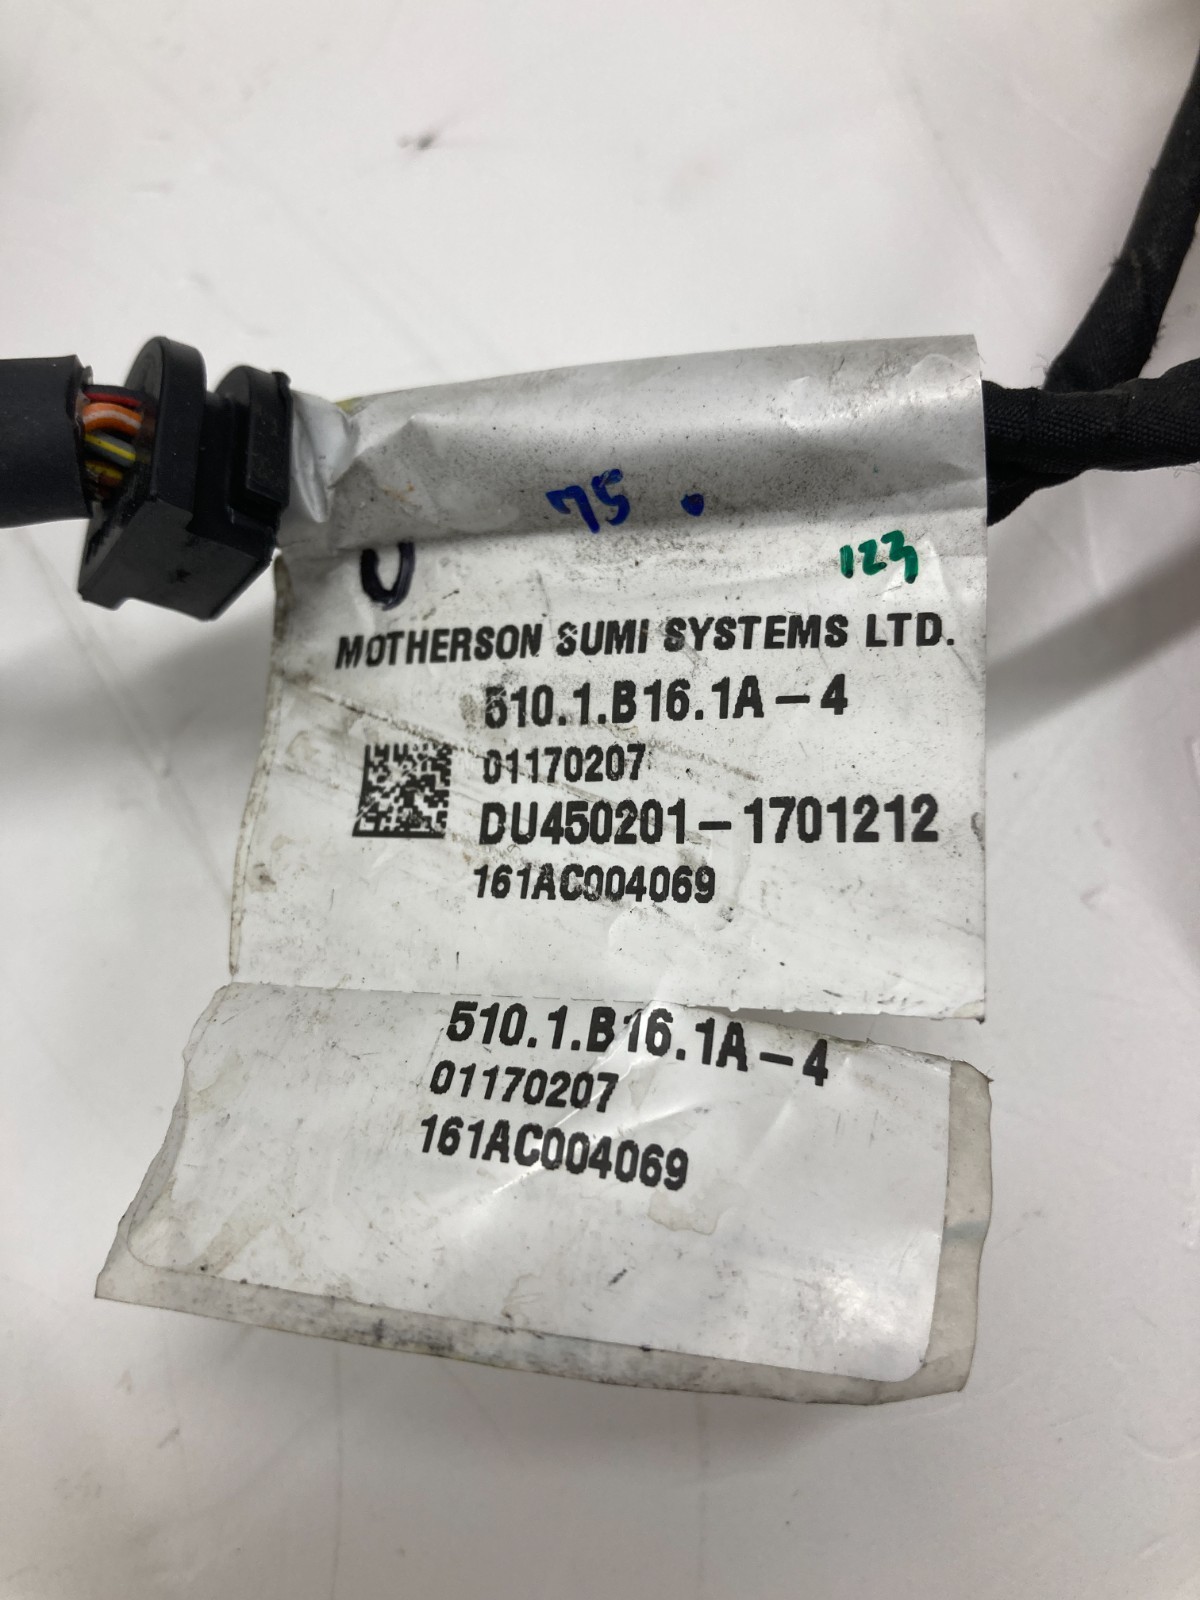 75.
U
123
MOTHERSON SUMI SYSTEMS LTD.
510.1.B16.1A-4
01170207
DU450201-1701212
161AC004069
510.1.B16.1A-4
01170207
161AC004069